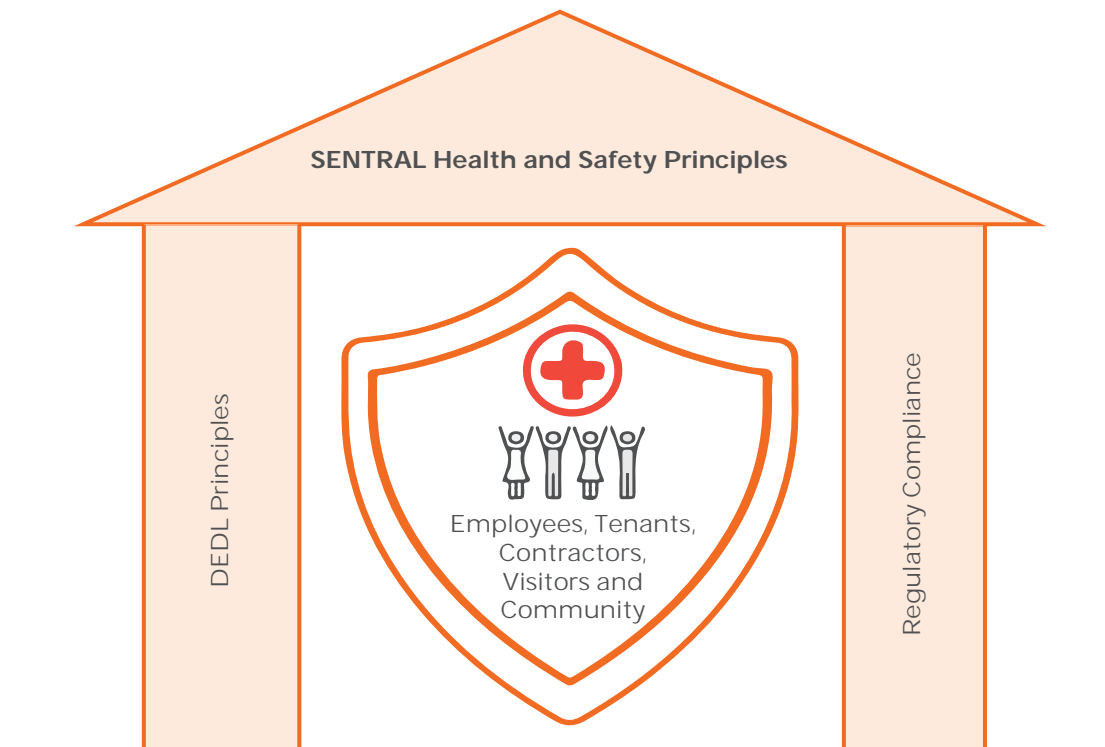 SENTRAL Health and Safety Principles
DEDL Principles
Employees, Tenants,
Contractors,
Visitors and
Community
Regulatory Compliance